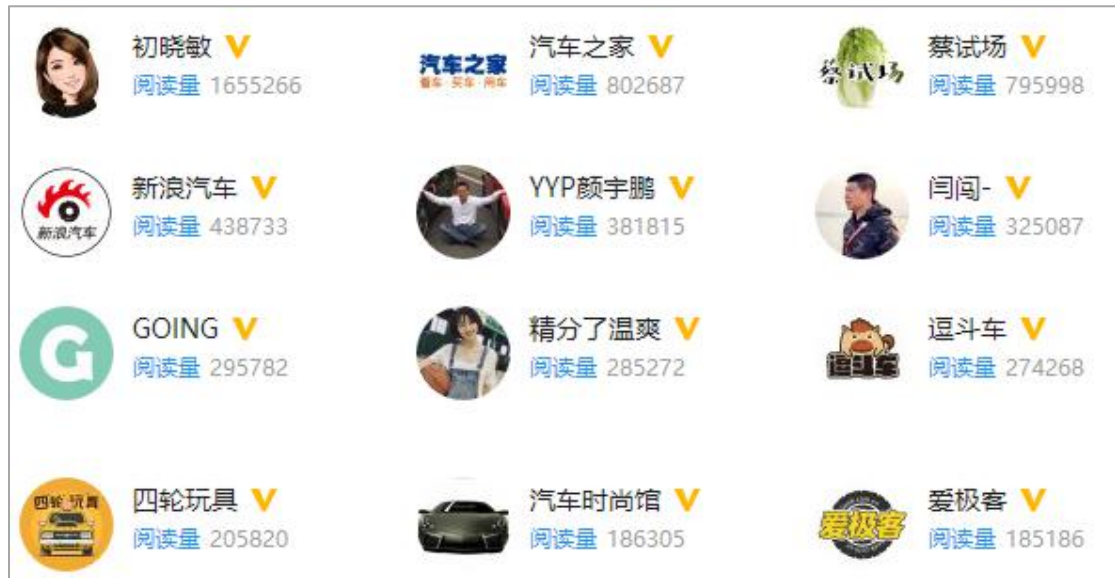 初晓敏
阅读量 1655266
汽车之家
看车·买车·用车
汽车之家
阅读量 802687
蔡试场
蔡试场
阅读量 795998
新浪汽车
新浪汽车
阅读量 438733
YYP颜宇鹏
阅读量 381815
闫闯-
阅读量 325087
G
GOING
阅读量 295782
精分了温爽
阅读量 285272
逗斗车
逗斗车
阅读量 274268
四轮玩具
四轮玩具
阅读量 205820
汽车时尚馆
阅读量 186305
爱极客
爱极客
阅读量 185186